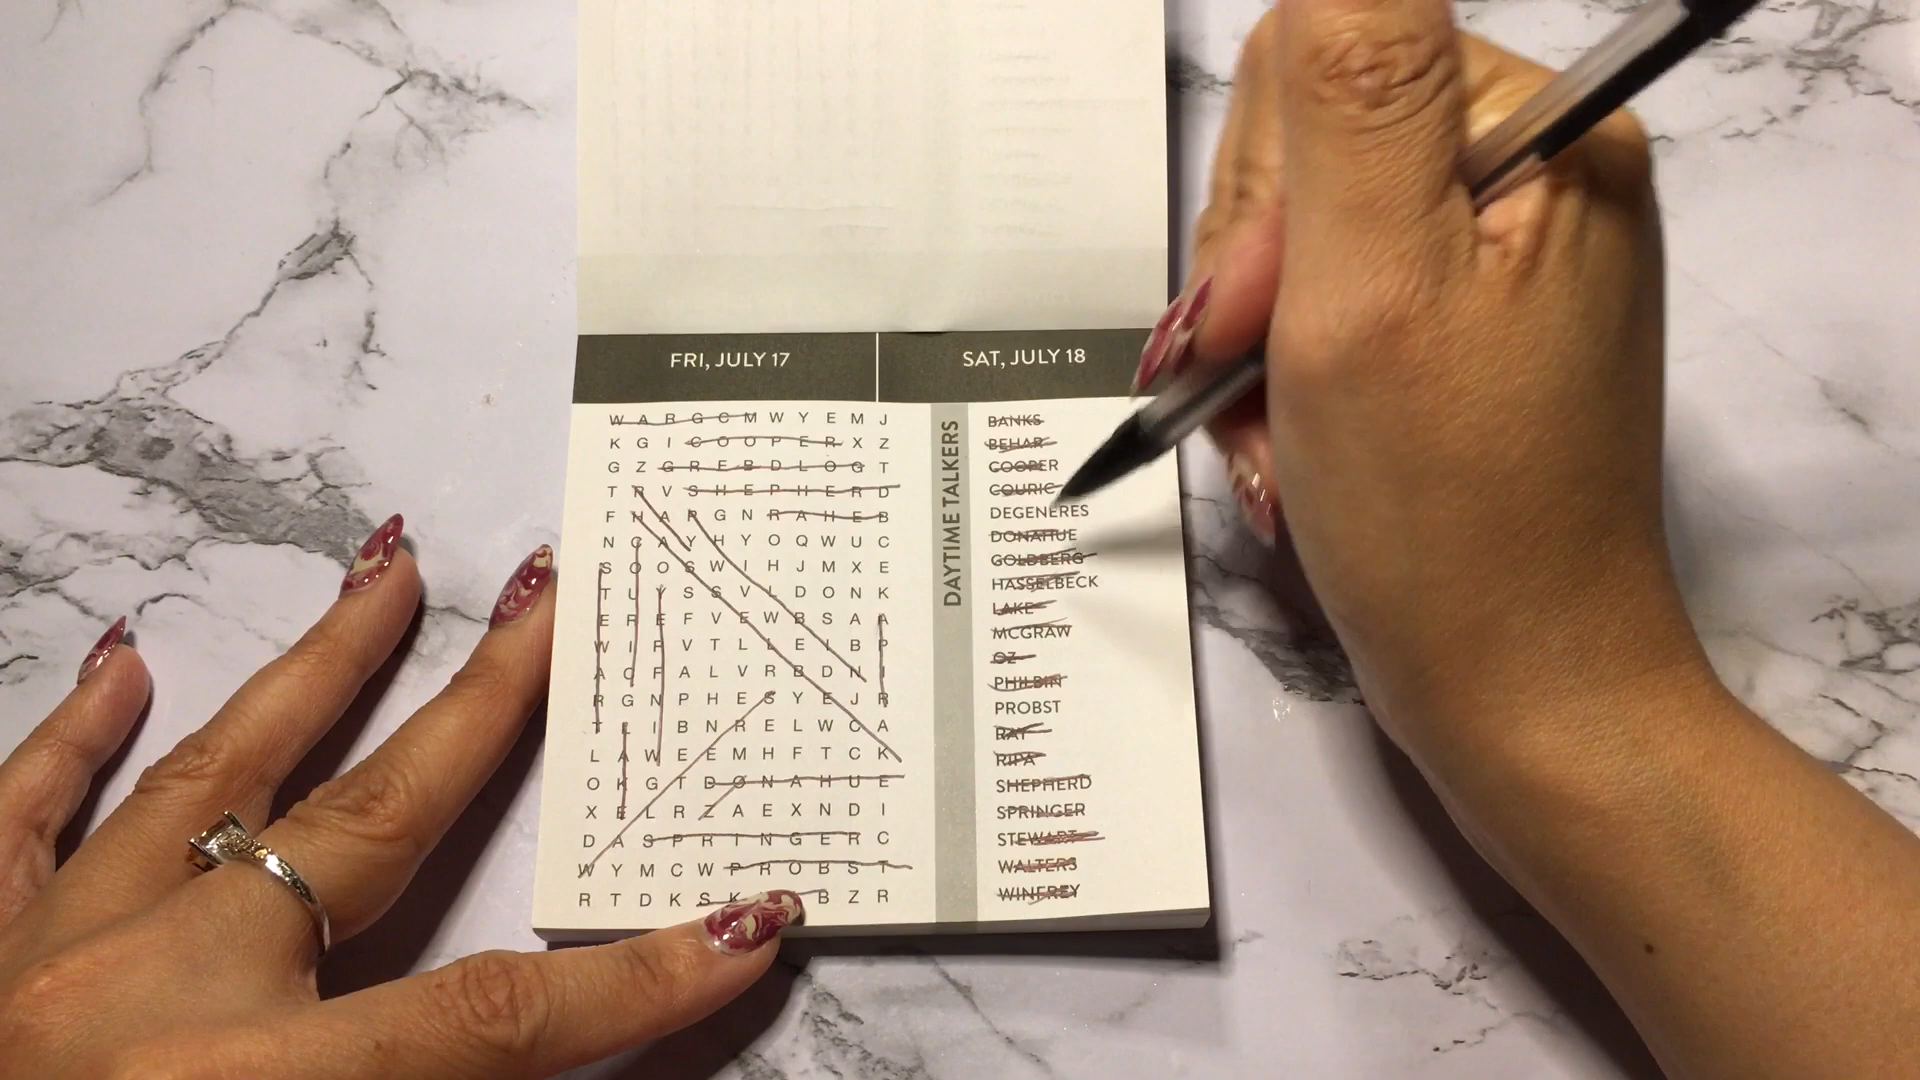 FRI, JULY 17
SAT, JULY 18
W A R G C M W Y E M J
K G I C O O P E R X Z
G Z G R E B D L O G T
T R V S H E P H E R D
F H A P G N R A H E B
N C A Y H Y O Q W U C
S O O S W I H J M X E
T U Y S S V L D O N K
E R E F V E W B S A A
W I R V T L L E I B P
A C F A L V R B D N I
R G N P H E S Y E J R
T L I B N R E L W C A
L A W E E M H F T C K
O K G T D O N A H U E
X E L R Z A E X N D I
D A S P R I N G E R C
W Y M C W P R O B S T
R T D K S K B Z R
DAYTIME TALKERS
BANKS
BEHAR
COOPER
COURIC
DEGENERES
DONAHUE
GOLDBERG
HASSELBECK
LAKE
MCGRAW
OZ
PHILBIN
PROBST
RAY
RIPA
SHEPHERD
SPRINGER
STEWART
WALTERS
WINFREY